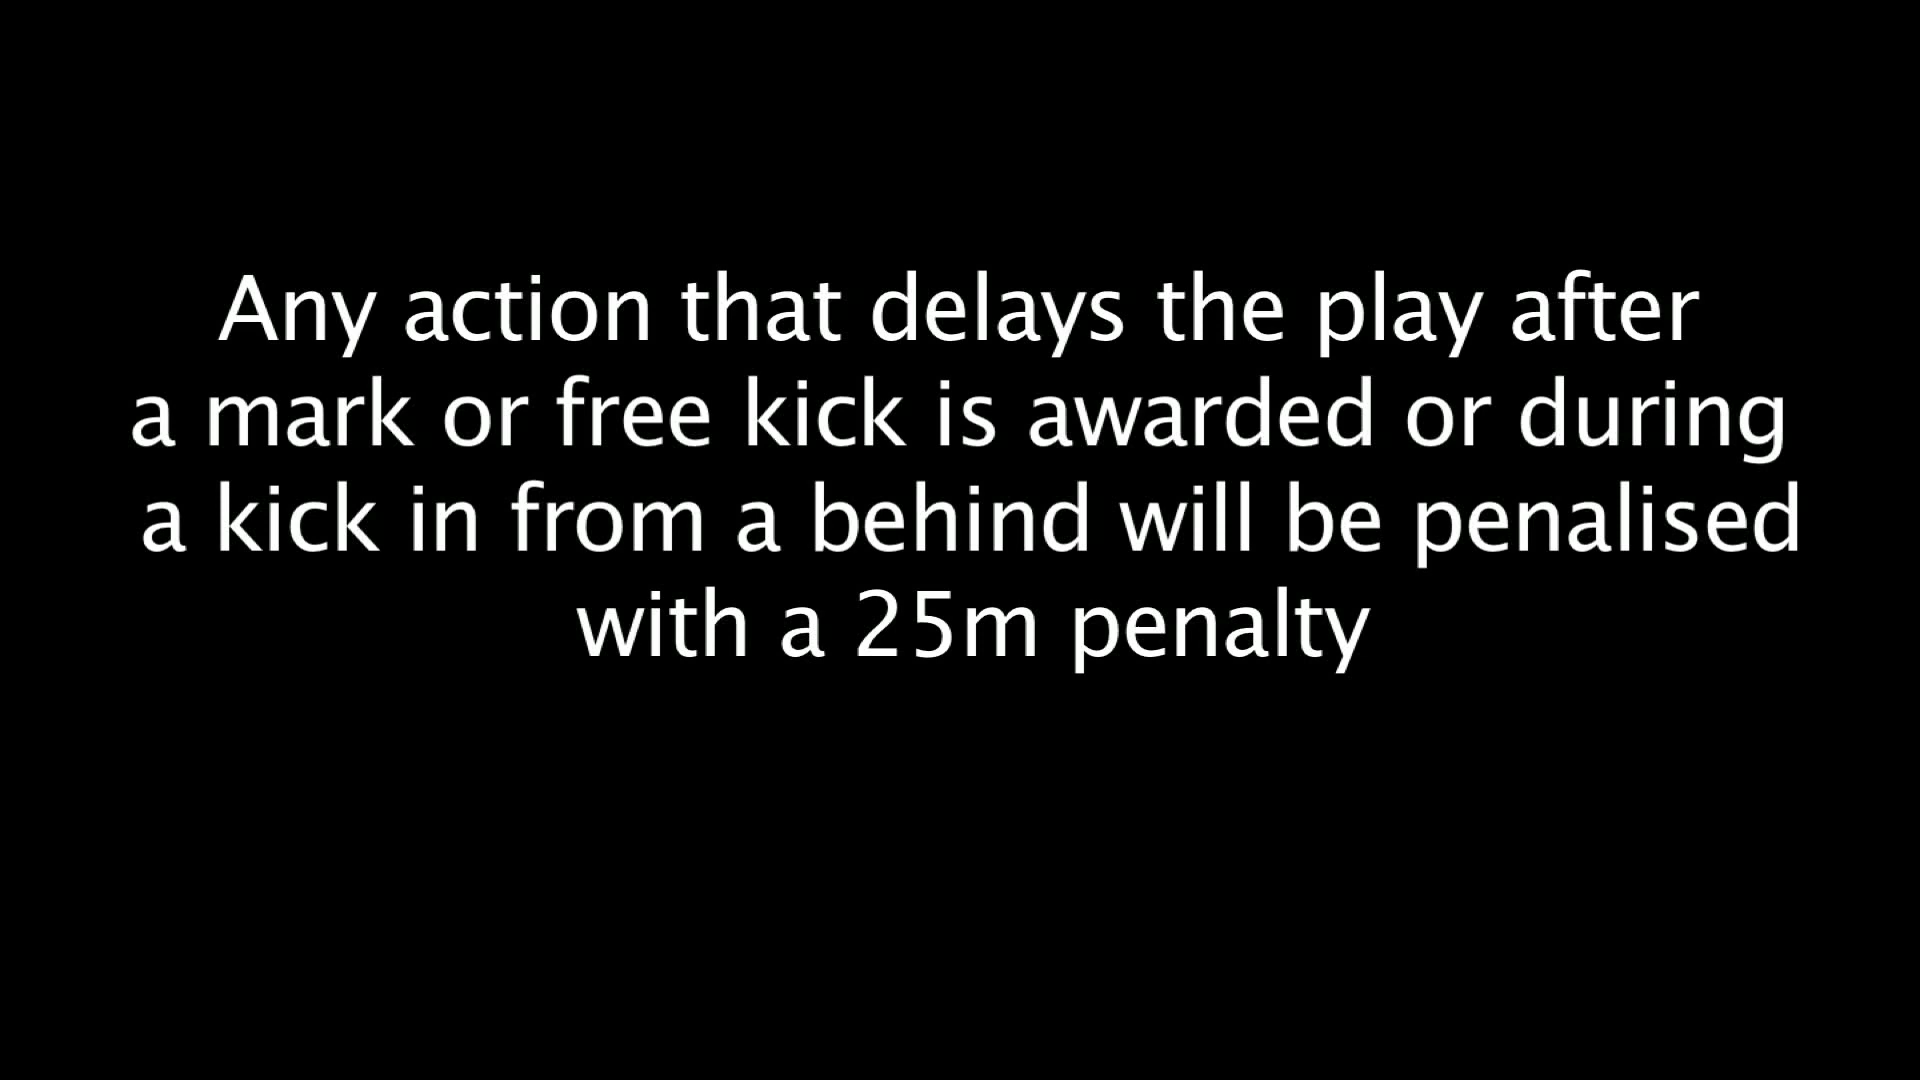 Any action that delays the play after
a mark or free kick is awarded or during
a kick in from a behind will be penalised
with a 25m penalty